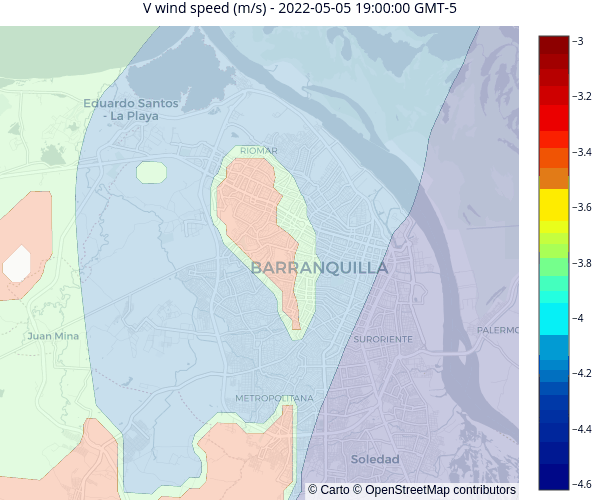 V wind speed (m/s) - 2022-05-05 19:00:00 GMT-5
−3
−3.2
−3.4
−3.6
−3.8
−4
−4.2
−4.4
−4.6
Eduardo Santos
- La Playa
RIOMAR
BARRANQUILLA
Juan Mina
SURORIENTE
PALERMO
METROPOLITANA
Soledad
© Carto © OpenStreetMap contributors